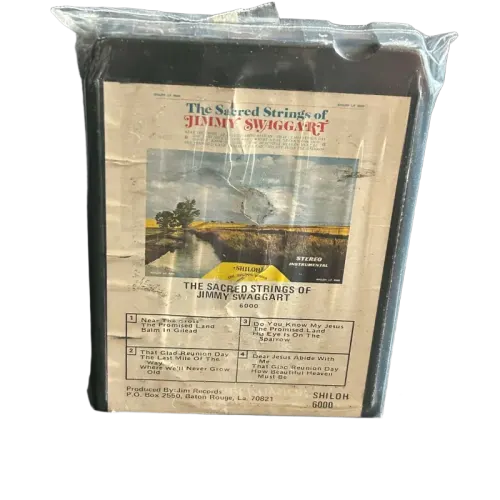 The Sacred Strings of
JIMMY SWAGGART
STEREO
INSTRUMENTAL
SHILOH
THE SACRED STRINGS OF
JIMMY SWAGGART
6000
1 Near The Cross
The Promised Land
Balm In Gilead
2 That Glad Reunion Day
The Last Mile Of The
Way
Where We'll Never Grow
Old
3 Do You Know My Jesus
The Promised Land
His Eye Is On The
Sparrow
4 Dear Jesus Abide With
Me
That Glad Reunion Day
How Beautiful Heaven
Must Be
Produced By: Jim Records
P.O. Box 2550, Baton Rouge, La. 70821
SHILOH
6000